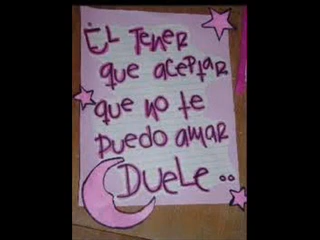 EL TENER
que aceptar
que no te
puedo amar
DUELE..